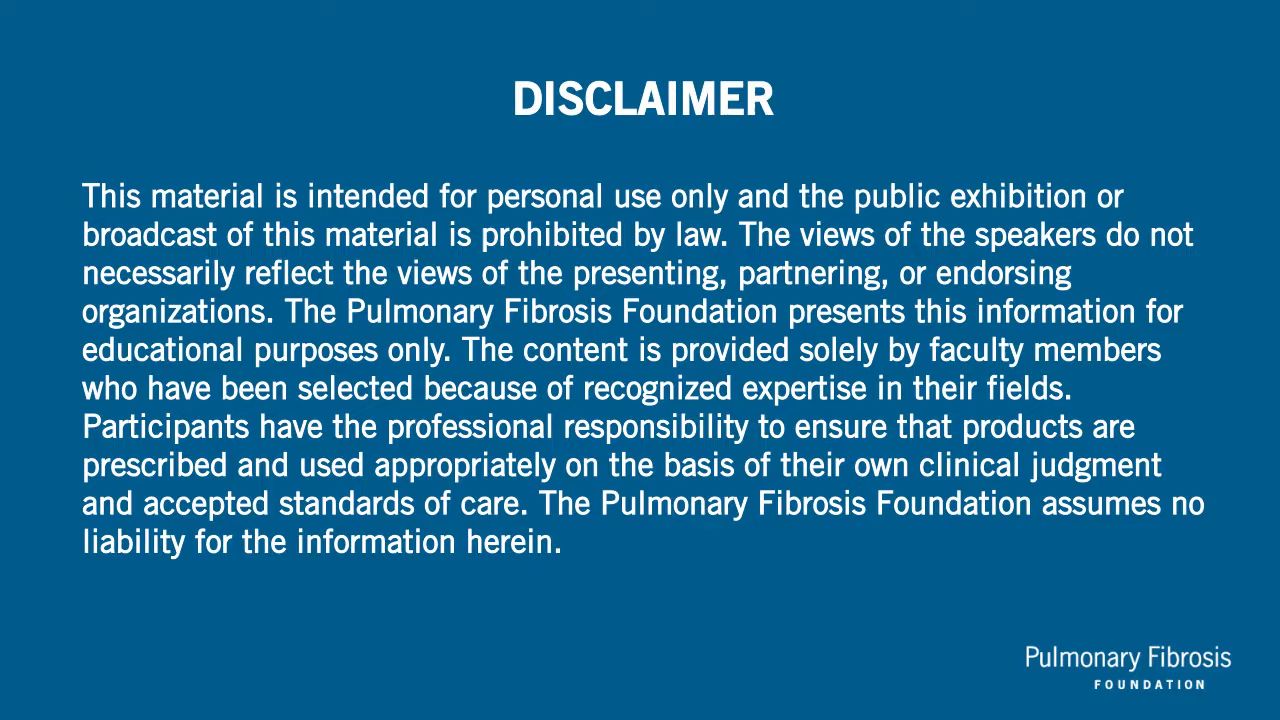 DISCLAIMER
This material is intended for personal use only and the public exhibition or
broadcast of this material is prohibited by law. The views of the speakers do not
necessarily reflect the views of the presenting, partnering, or endorsing
organizations. The Pulmonary Fibrosis Foundation presents this information for
educational purposes only. The content is provided solely by faculty members
who have been selected because of recognized expertise in their fields.
Participants have the professional responsibility to ensure that products are
prescribed and used appropriately on the basis of their own clinical judgment
and accepted standards of care. The Pulmonary Fibrosis Foundation assumes no
liability for the information herein.
Pulmonary Fibrosis
FOUNDATION